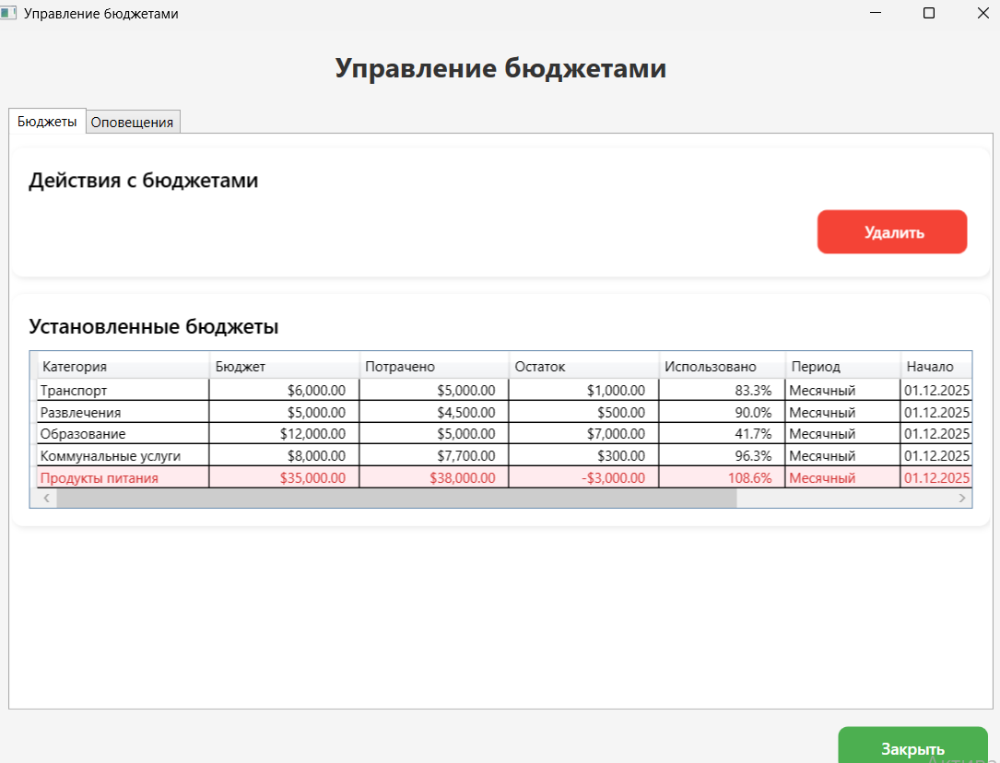 Управление бюджетами
Управление бюджетами
Бюджеты Оповещения
Действия с бюджетами
Удалить
Установленные бюджеты
Категория Бюджет Потрачено Остаток Использовано Период Начало
Транспорт $6,000.00 $5,000.00 $1,000.00 83.3% Месячный 01.12.2025
Развлечения $5,000.00 $4,500.00 $500.00 90.0% Месячный 01.12.2025
Образование $12,000.00 $5,000.00 $7,000.00 41.7% Месячный 01.12.2025
Коммунальные услуги $8,000.00 $7,700.00 $300.00 96.3% Месячный 01.12.2025
Продукты питания $35,000.00 $38,000.00 -$3,000.00 108.6% Месячный 01.12.2025
Закрыть